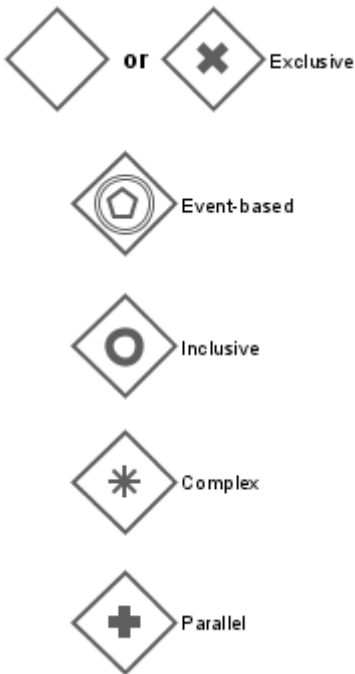 or Exclusive
Event-based
Inclusive
Complex
Parallel